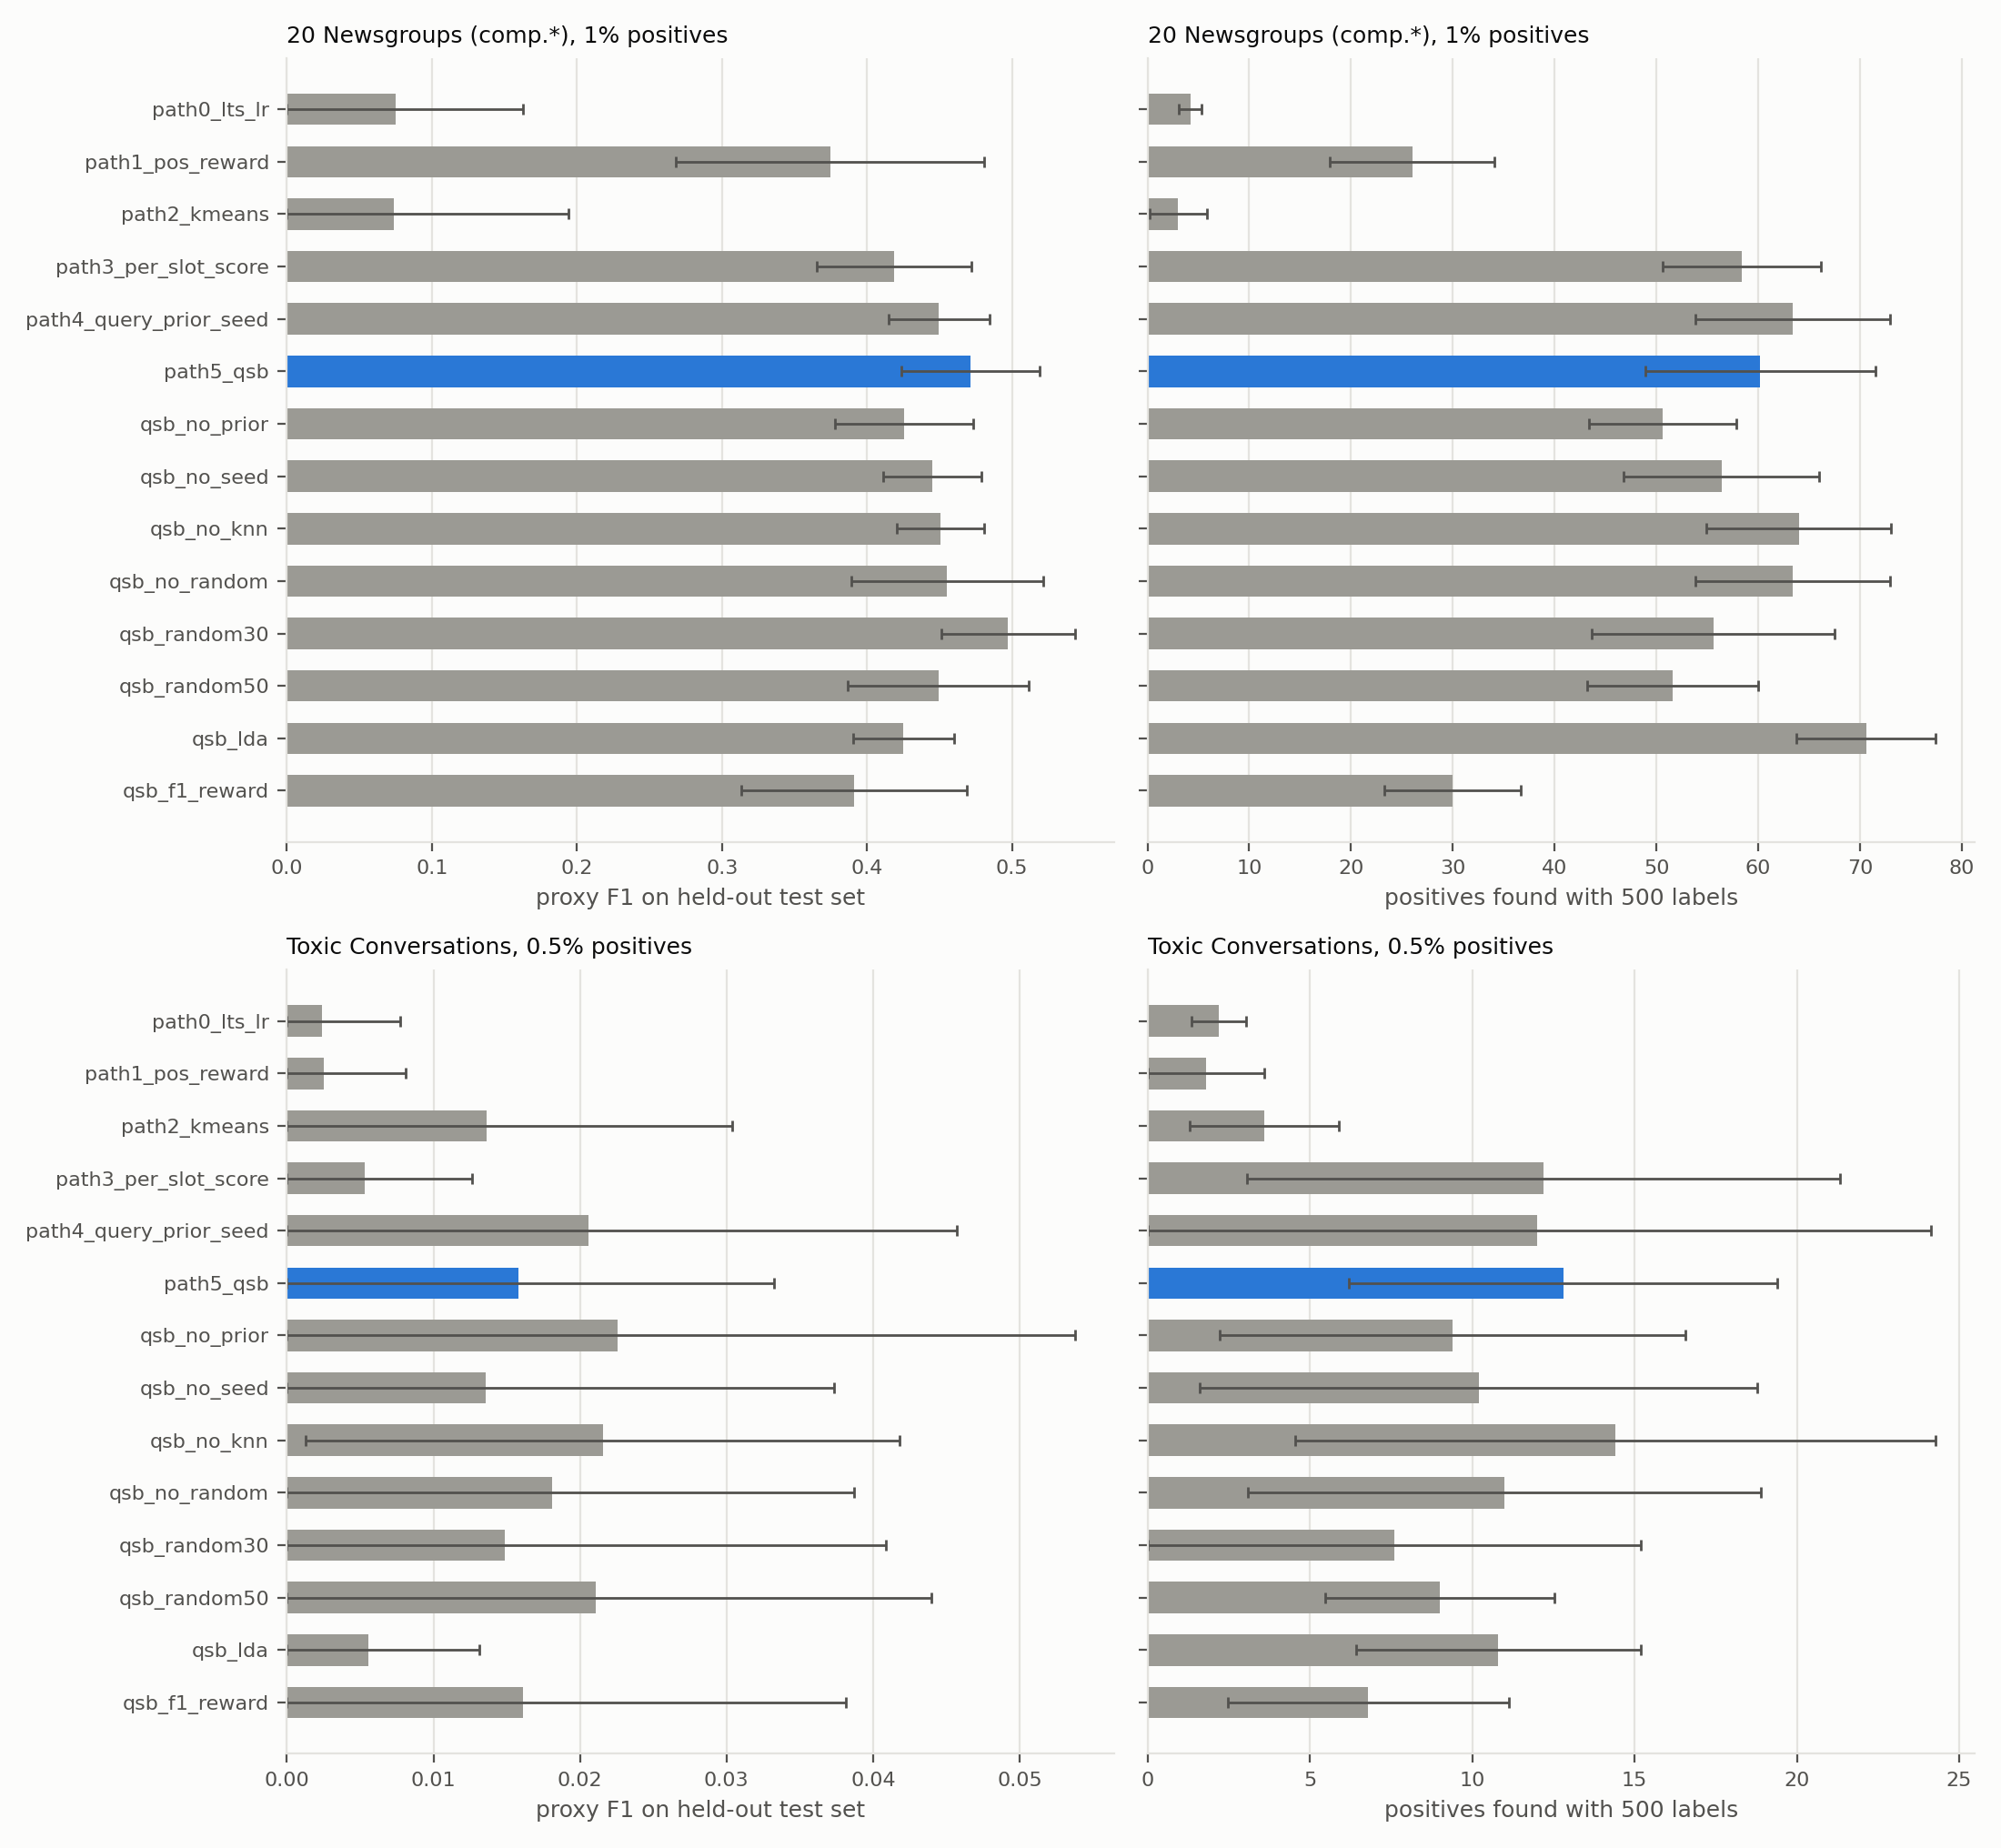 20 Newsgroups (comp.*), 1% positives
path0_lts_lr
path1_pos_reward
path2_kmeans
path3_per_slot_score
path4_query_prior_seed
path5_qsb
qsb_no_prior
qsb_no_seed
qsb_no_knn
qsb_no_random
qsb_random30
qsb_random50
qsb_lda
qsb_f1_reward
0.0 0.1 0.2 0.3 0.4 0.5
proxy F1 on held-out test set
20 Newsgroups (comp.*), 1% positives
0 10 20 30 40 50 60 70 80
positives found with 500 labels
Toxic Conversations, 0.5% positives
path0_lts_lr
path1_pos_reward
path2_kmeans
path3_per_slot_score
path4_query_prior_seed
path5_qsb
qsb_no_prior
qsb_no_seed
qsb_no_knn
qsb_no_random
qsb_random30
qsb_random50
qsb_lda
qsb_f1_reward
0.00 0.01 0.02 0.03 0.04 0.05
proxy F1 on held-out test set
Toxic Conversations, 0.5% positives
0 5 10 15 20 25
positives found with 500 labels